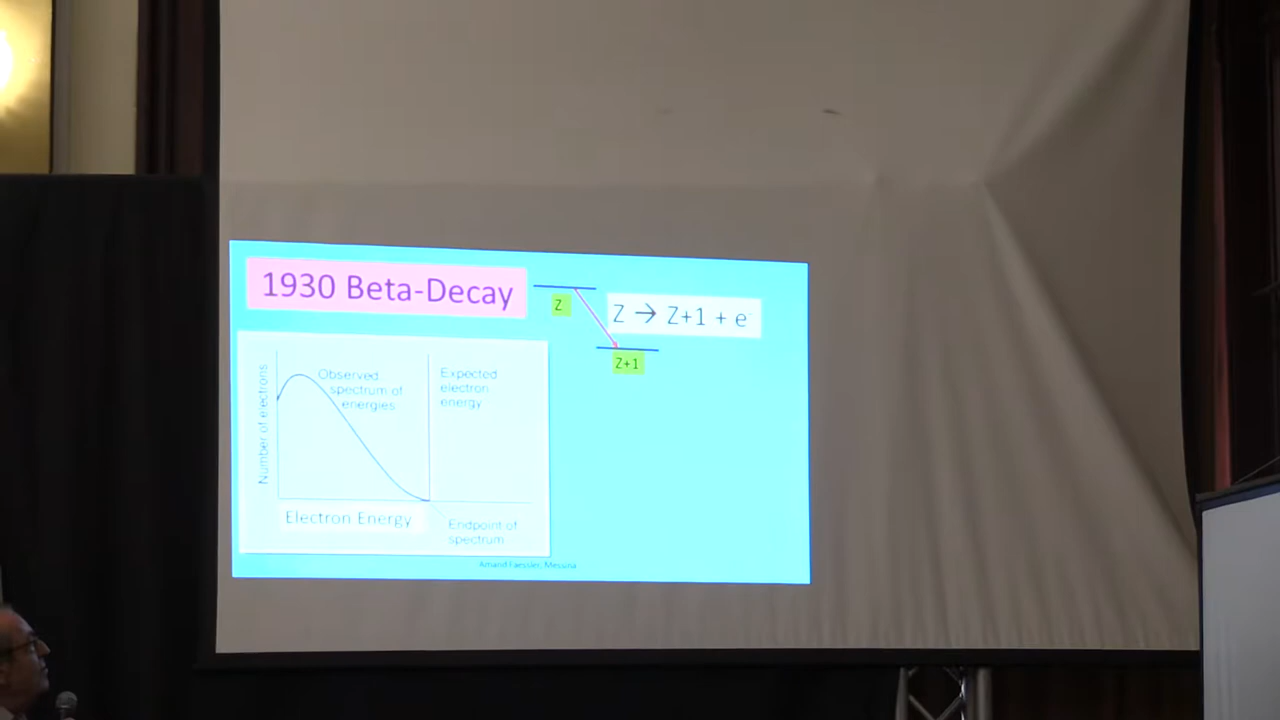 1930 Beta-Decay
Z
Z → Z+1 + e
Z+1
Number of electrons
Observed
spectrum of
energies
Expected
electron
energy
Electron Energy
Endpoint of
spectrum
Amand Faessler, Messina